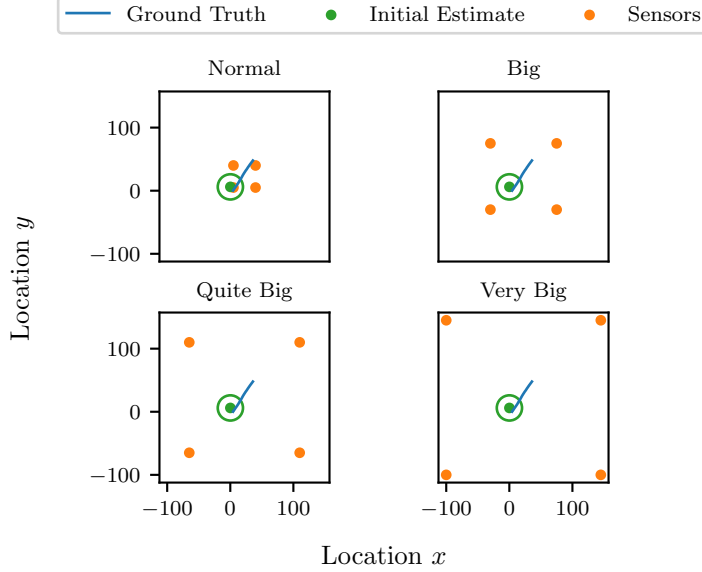 Ground Truth Initial Estimate Sensors
Normal Big
100
0
−100
Quite Big Very Big
100
0
−100
−100 0 100 −100 0 100
Location y
Location x